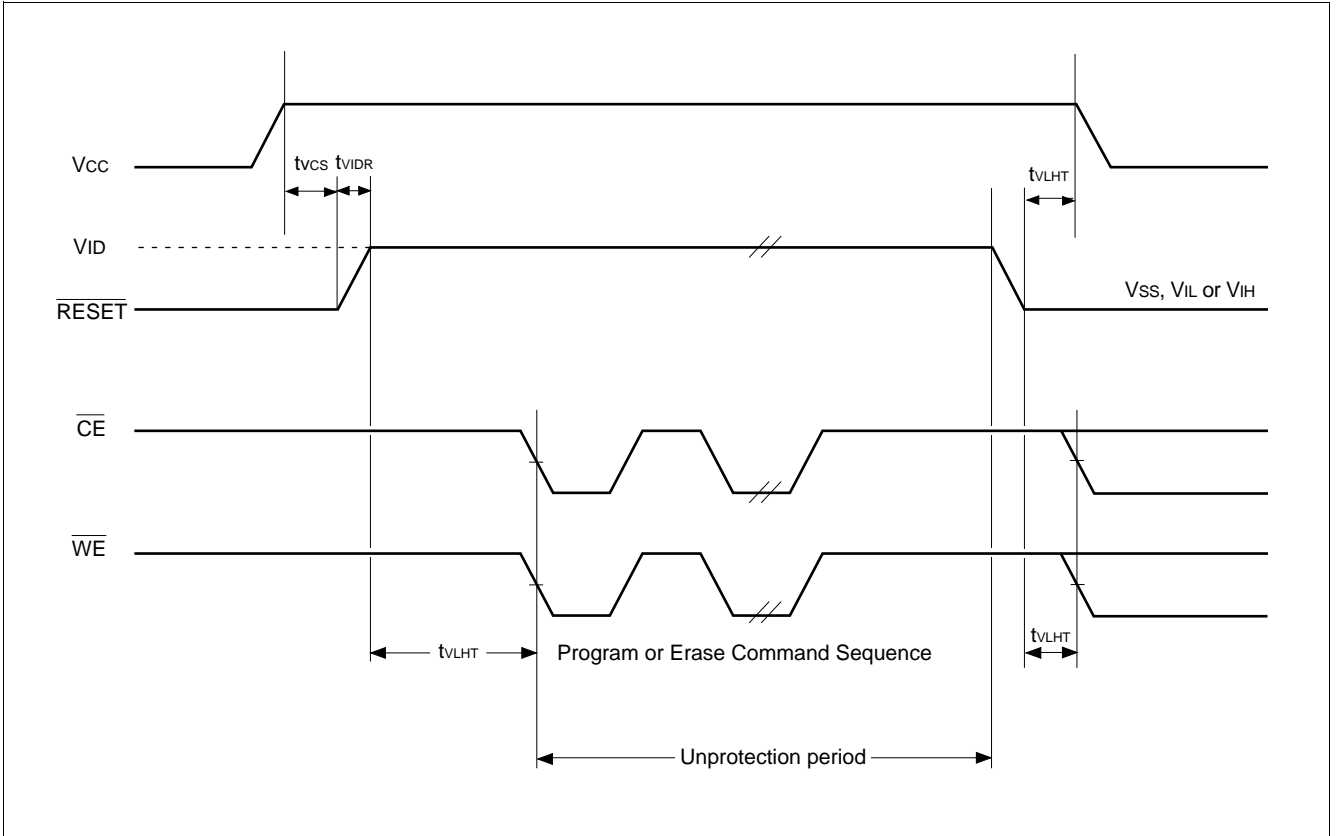 VCC
tVCS tVIDR
tVLHT
VID
RESET
VSS, VIL or VIH
CE
WE
tVLHT
Program or Erase Command Sequence
tVLHT
Unprotection period